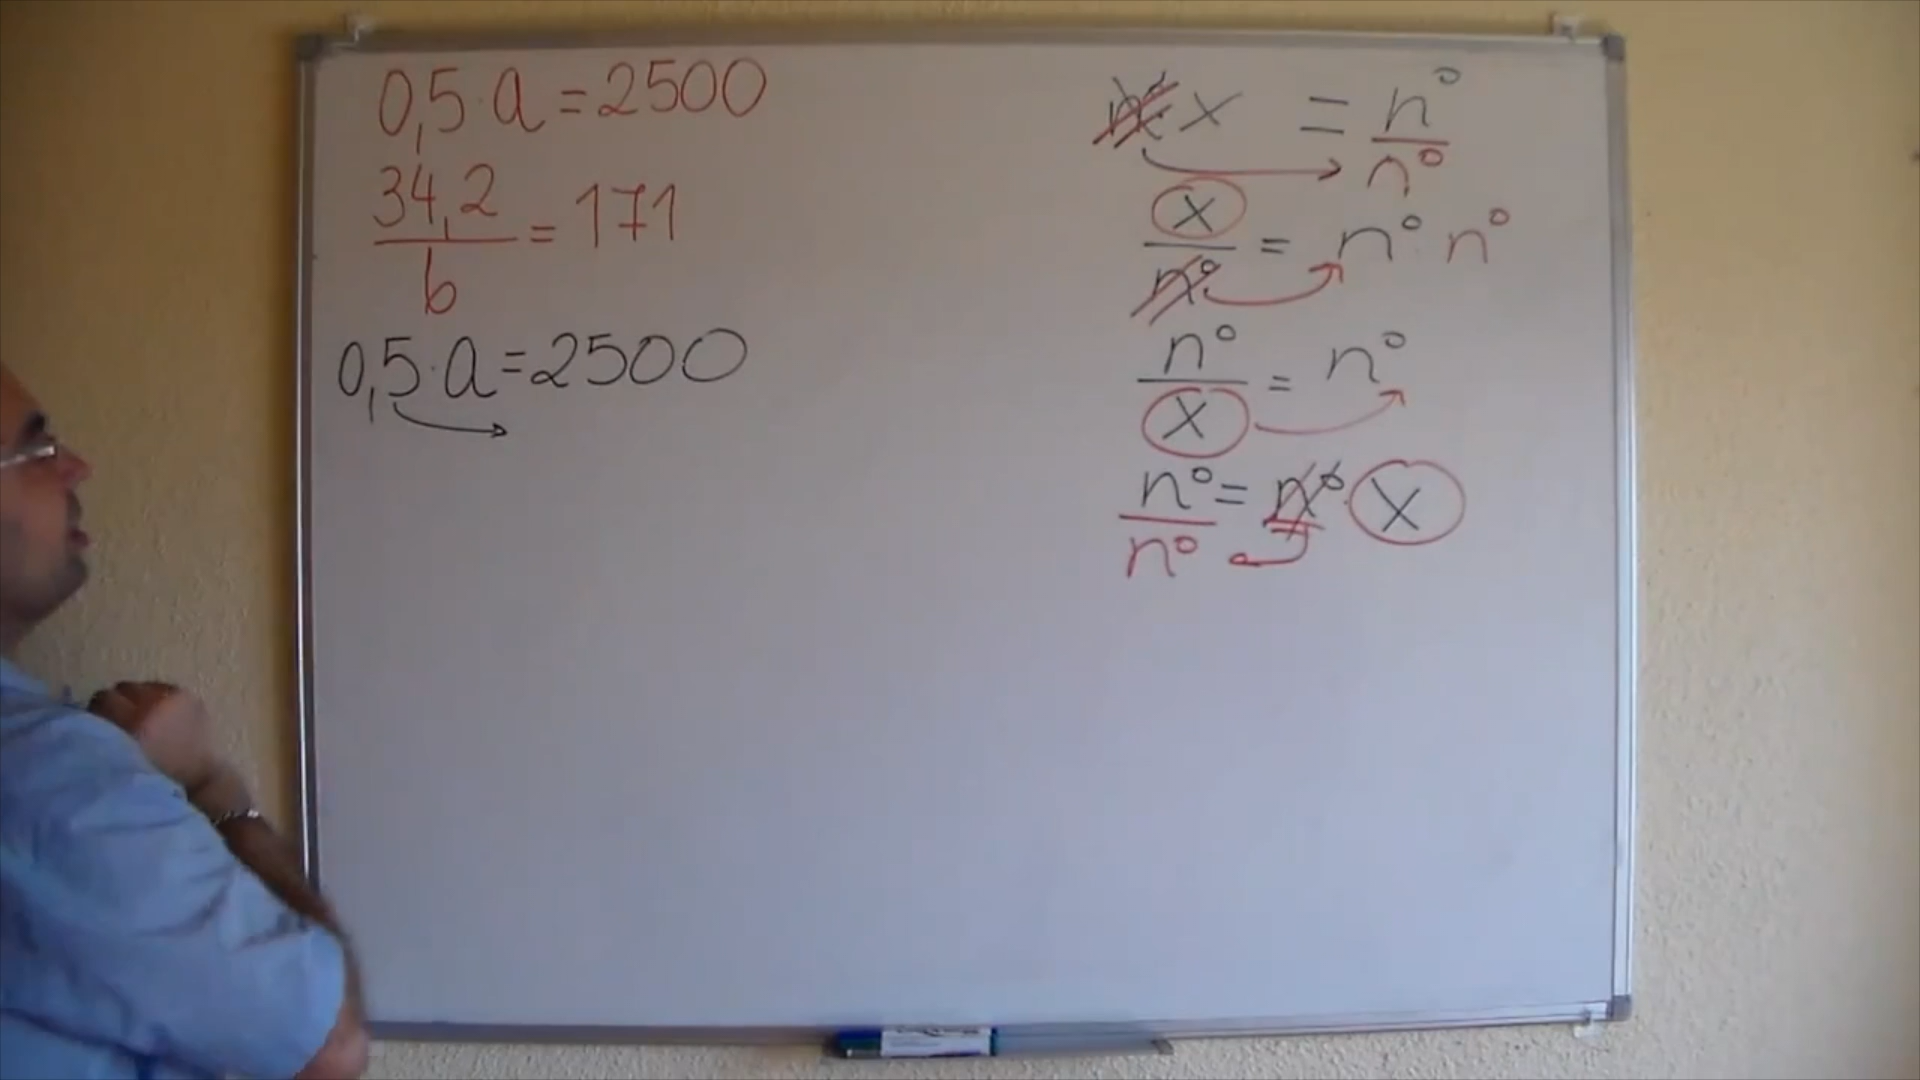 0,5·a=2500
34,2
b
=171
0,5·a=2500
n°·x = n°
n°
x
n°
= n°·n°
n°
x
= n°
n° = n°·x
n°